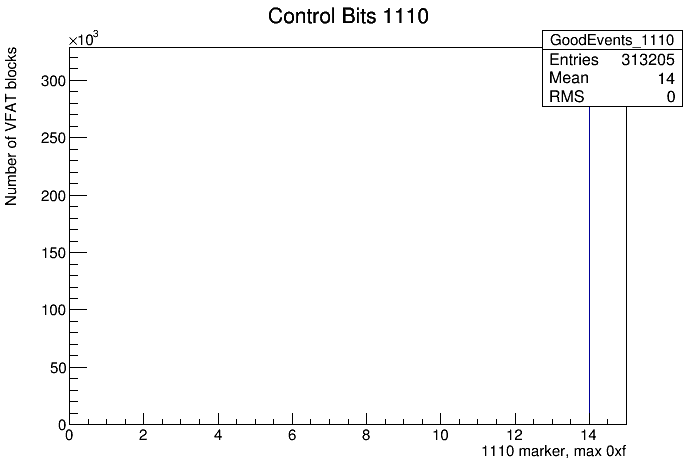 Control Bits 1110
×10³
GoodEvents_1110
Entries 313205
Mean 14
RMS 0
Number of VFAT blocks
300
250
200
150
100
50
0
0 2 4 6 8 10 12 14
1110 marker, max 0xf